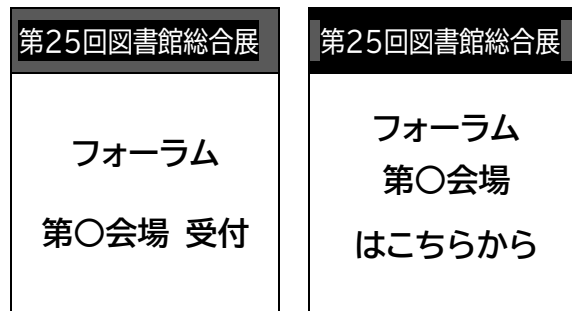 第25回図書館総合展
フォーラム
第〇会場 受付
第25回図書館総合展
フォーラム
第〇会場
はこちらから